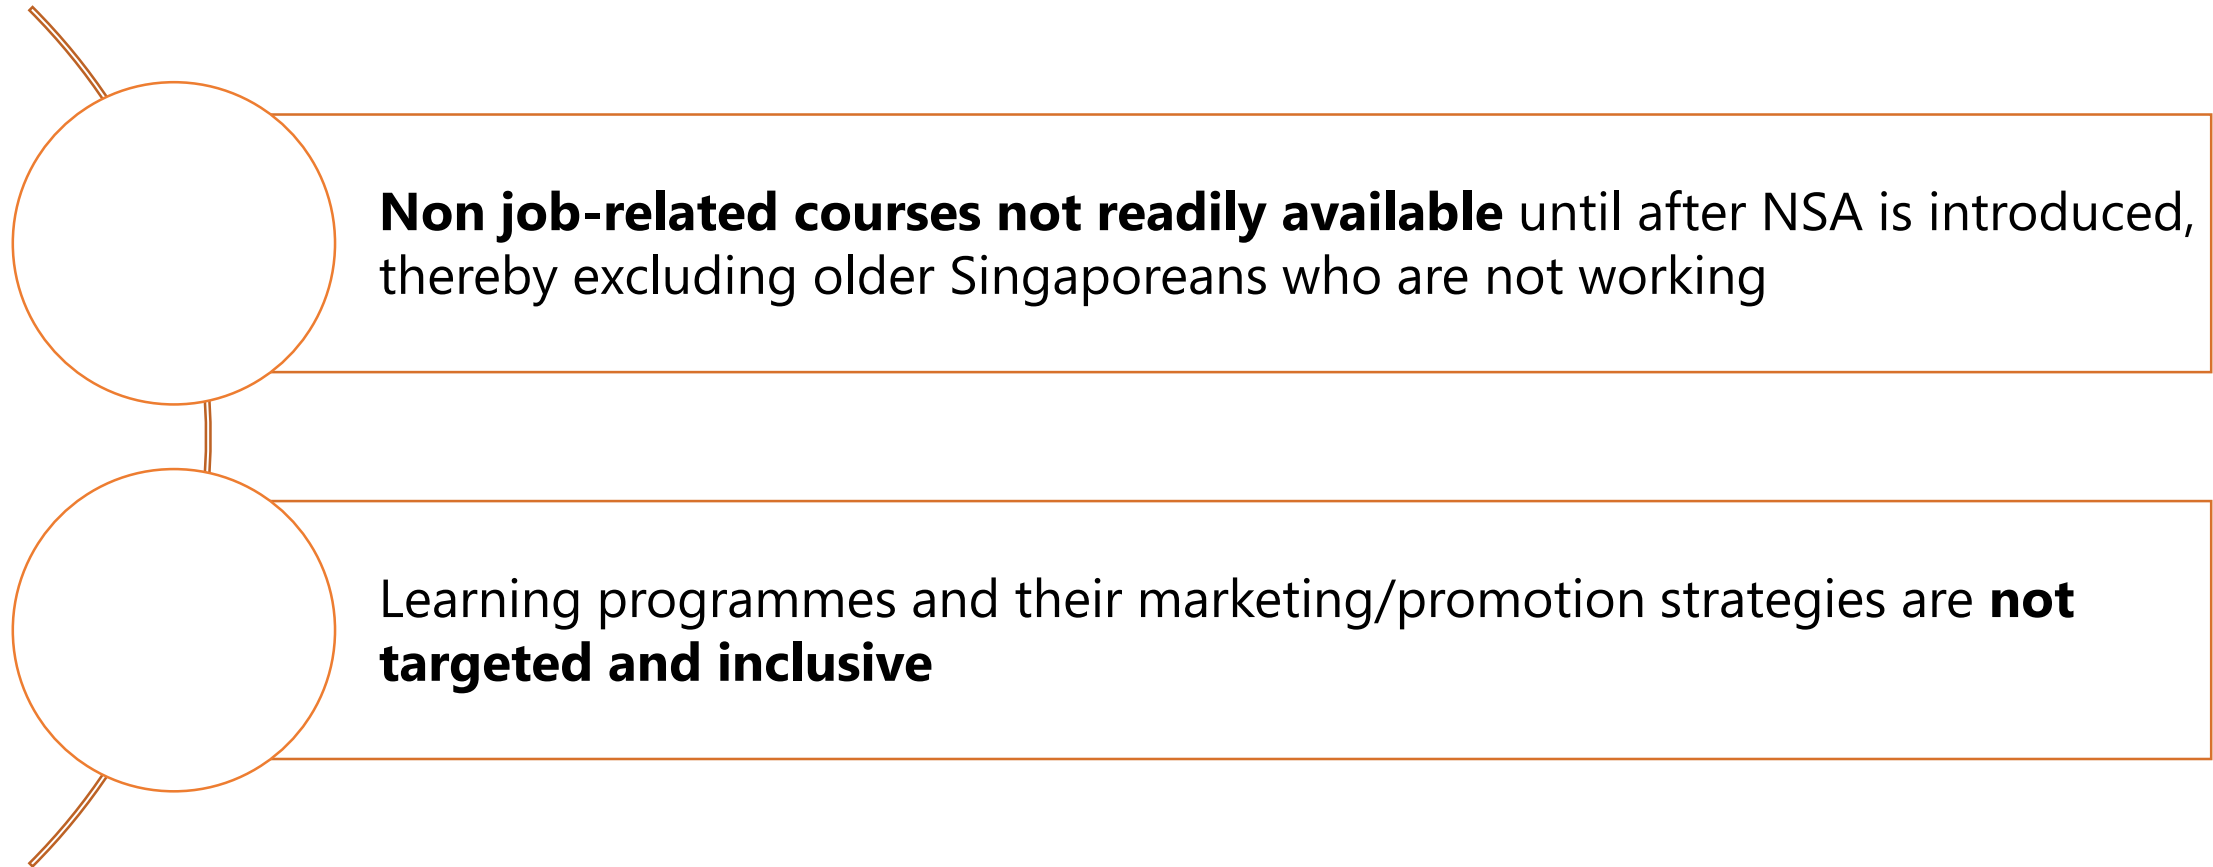 Non job-related courses not readily available until after NSA is introduced,
thereby excluding older Singaporeans who are not working
Learning programmes and their marketing/promotion strategies are not
targeted and inclusive